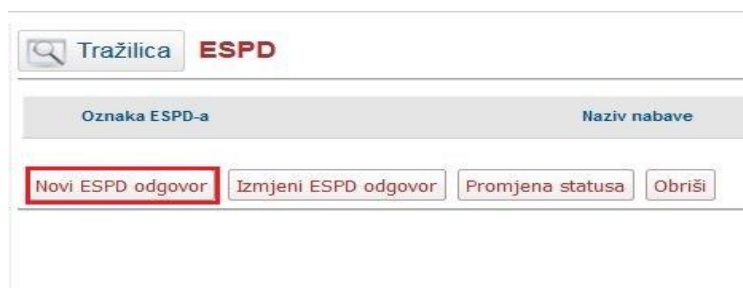 Tražilica ESPD
Oznaka ESPD-a Naziv nabave
Novi ESPD odgovor Izmjeni ESPD odgovor Promjena statusa Obriši